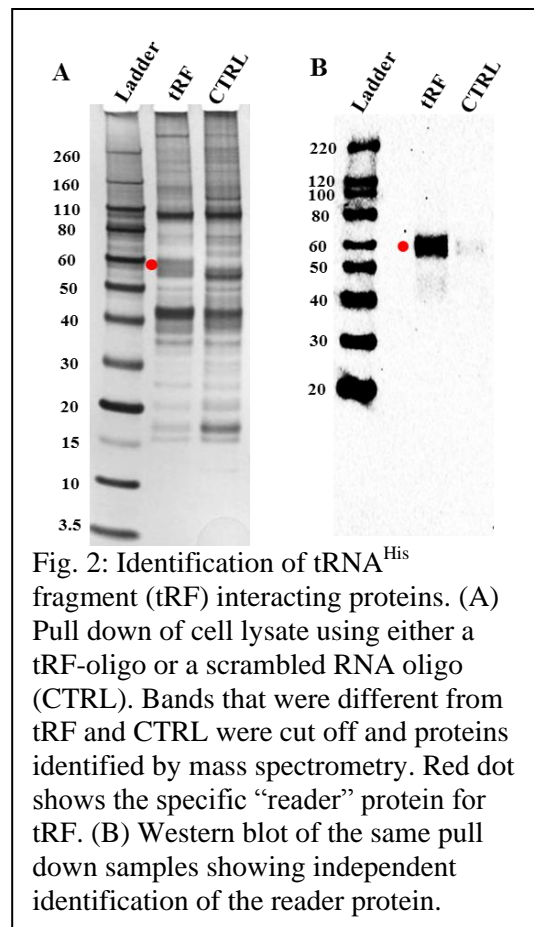 A
Ladder
tRF
CTRL
260
160
110
80
60
50
40
30
20
15
10
3.5
B
Ladder
tRF
CTRL
220
120
100
80
60
50
40
30
20
Fig. 2: Identification of tRNAHis
fragment (tRF) interacting proteins. (A)
Pull down of cell lysate using either a
tRF-oligo or a scrambled RNA oligo
(CTRL). Bands that were different from
tRF and CTRL were cut off and proteins
identified by mass spectrometry. Red dot
shows the specific “reader” protein for
tRF. (B) Western blot of the same pull
down samples showing independent
identification of the reader protein.